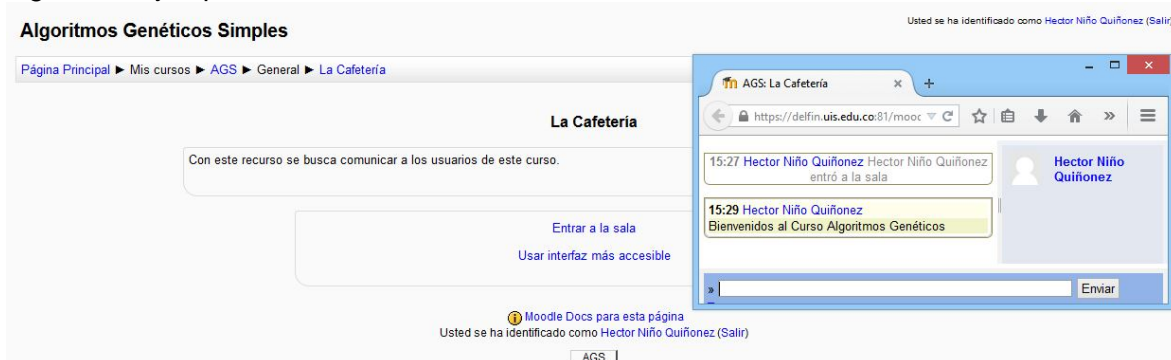 Algoritmos Genéticos Simples
Usted se ha identificado como Hector Niño Quiñonez (Salir
Página Principal ► Mis cursos ► AGS ► General ► La Cafetería
La Cafetería
Con este recurso se busca comunicar a los usuarios de este curso.
Entrar a la sala
Usar interfaz más accesible
Moodle Docs para esta página
Usted se ha identificado como Hector Niño Quiñonez (Salir)
AGS
AGS: La Cafetería
https://delfin.uis.edu.co:81/mooc
15:27 Hector Niño Quiñonez Hector Niño Quiñonez
entró a la sala
15:29 Hector Niño Quiñonez
Bienvenidos al Curso Algoritmos Genéticos
Hector Niño
Quiñonez
» 
Enviar